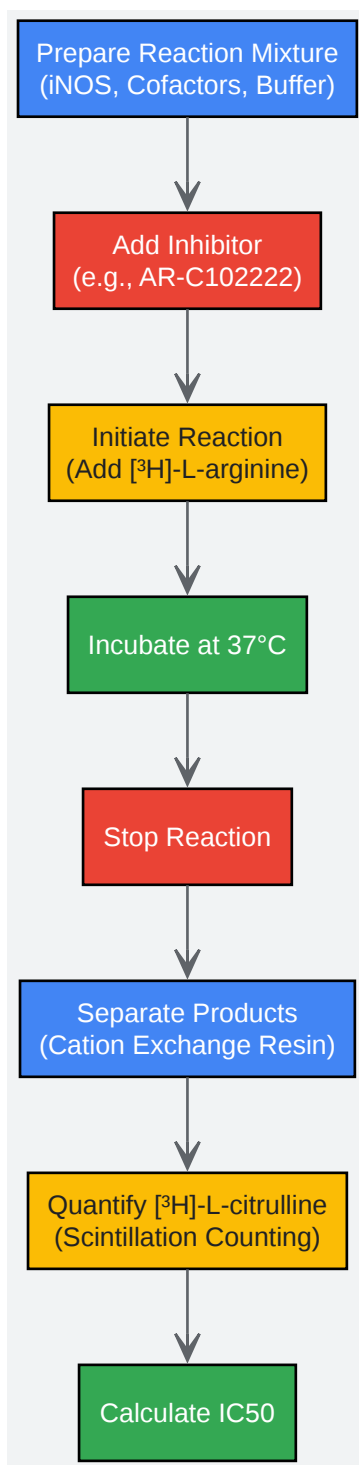 Prepare Reaction Mixture
(iNOS, Cofactors, Buffer)
Add Inhibitor
(e.g., AR-C102222)
Initiate Reaction
(Add [³H]-L-arginine)
Incubate at 37°C
Stop Reaction
Separate Products
(Cation Exchange Resin)
Quantify [³H]-L-citrulline
(Scintillation Counting)
Calculate IC50